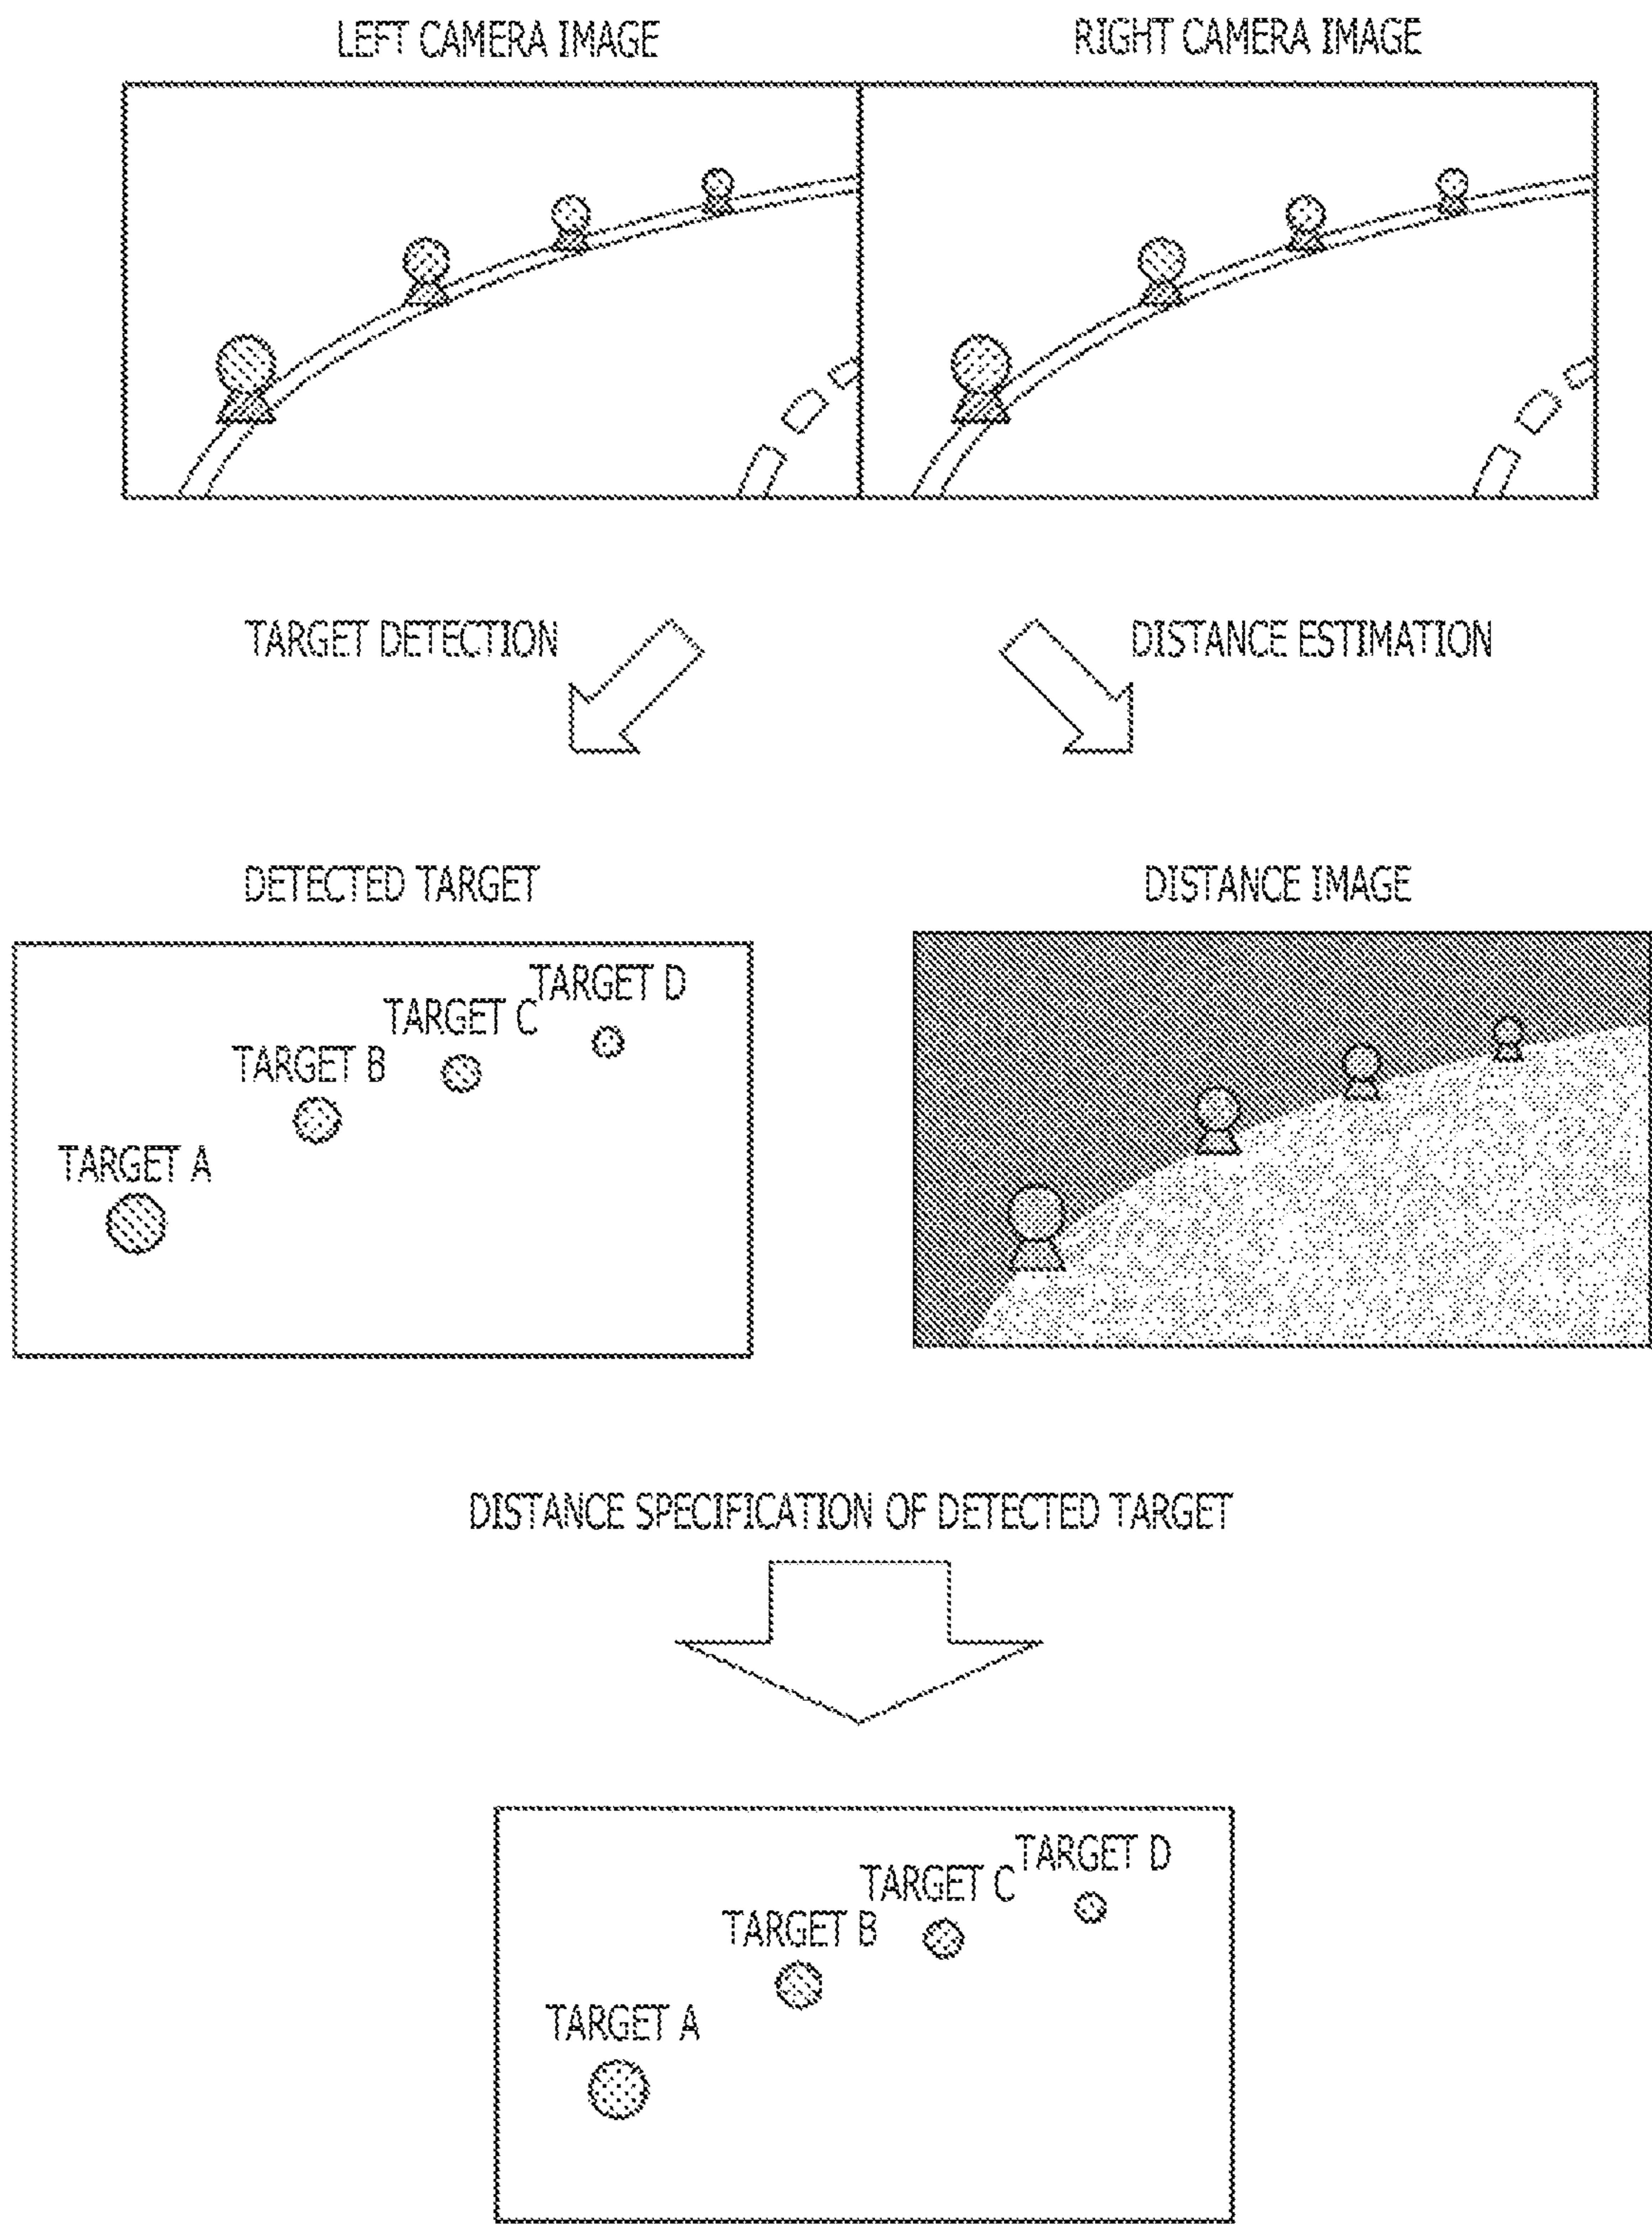 LEFT CAMERA IMAGE
RIGHT CAMERA IMAGE
TARGET DETECTION
DISTANCE ESTIMATION
DETECTED TARGET
DISTANCE IMAGE
TARGET D
TARGET C
TARGET B
TARGET A
DISTANCE SPECIFICATION OF DETECTED TARGET
TARGET D
TARGET C
TARGET B
TARGET A